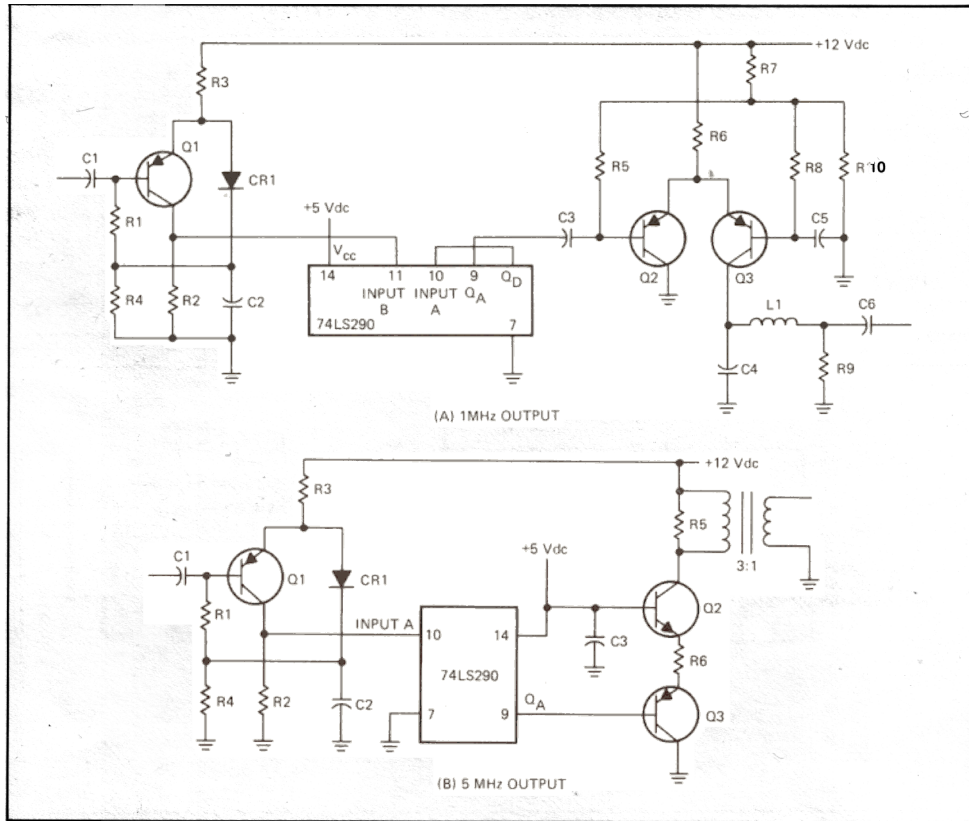 +12 Vdc
R3
R7
Q1
C1
CR1
R1
R4
R2
C2
+5 Vdc
VCC
14 11 10 9 QD
INPUT B
INPUT A
QA
74LS290
7
C3
R5
R6
R8
10
C5
Q2
Q3
L1
C6
C4
R9
(A) 1MHz OUTPUT
+12 Vdc
R3
R5
3:1
C1
Q1
CR1
+5 Vdc
R1
INPUT A
10
14
C3
Q2
R6
74LS290
R4
R2
C2
7
9
QA
Q3
(B) 5 MHz OUTPUT